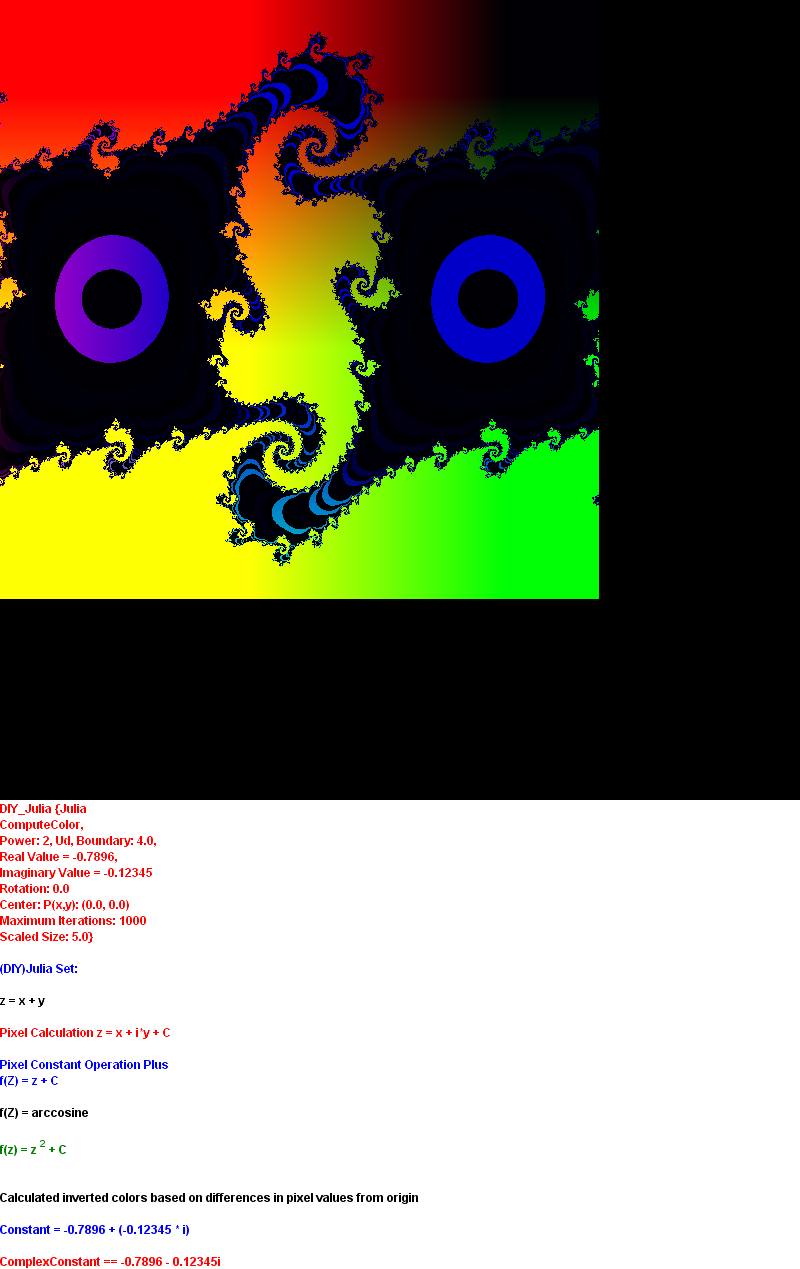 DIY_Julia {Julia
ComputeColor,
Power: 2, Ud, Boundary: 4.0,
Real Value = -0.7896,
Imaginary Value = -0.12345
Rotation: 0.0
Center: P(x,y): (0.0, 0.0)
Maximum Iterations: 1000
Scaled Size: 5.0}
(DIY)Julia Set:
z = x + y
Pixel Calculation z = x + i*y + C
Pixel Constant Operation Plus
f(Z) = z + C
f(Z) = arccosine
f(z) = z ² + C
Calculated inverted colors based on differences in pixel values from origin
Constant = -0.7896 + (-0.12345 * i)
ComplexConstant == -0.7896 - 0.12345i